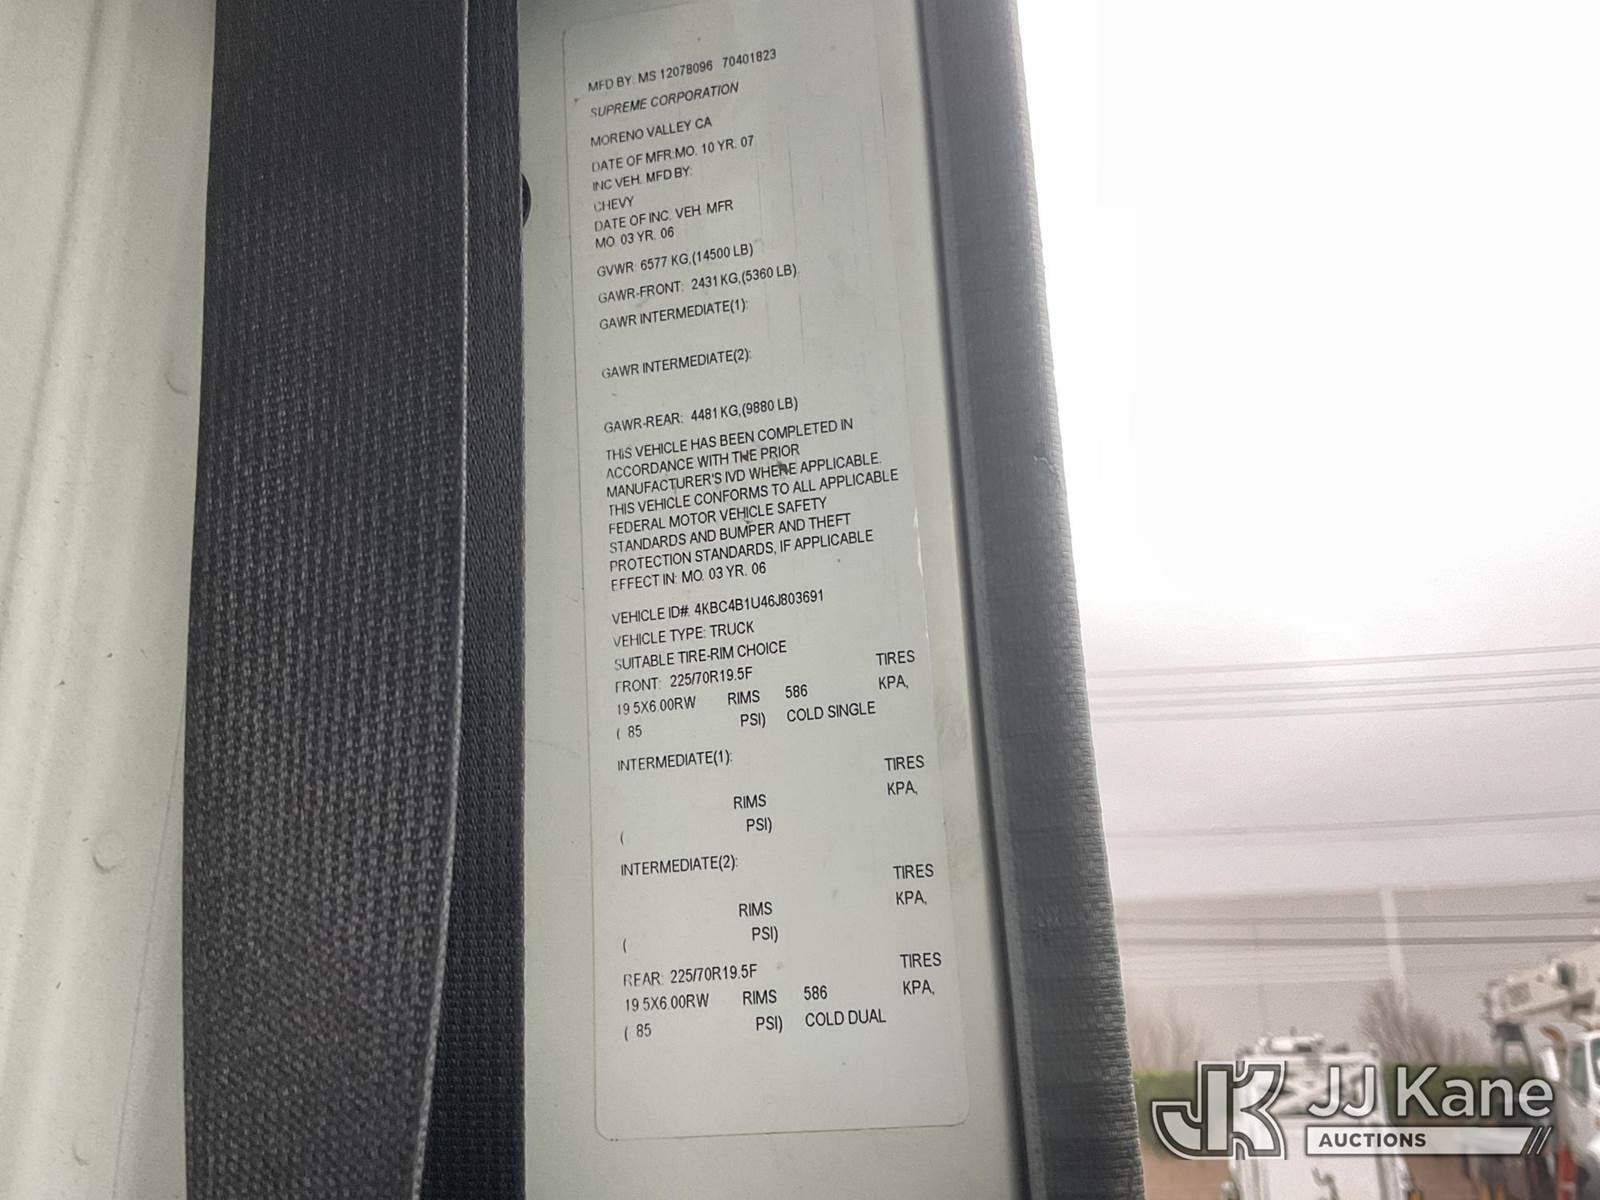 MFD BY: MS 12078096 70401823
SUPREME CORPORATION
MORENO VALLEY CA
DATE OF MFR:MO. 10 YR. 07
INC VEH. MFD BY:
CHEVY
DATE OF INC. VEH. MFR
MO. 03 YR. 06
GVWR: 6577 KG,(14500 LB)
GAWR-FRONT: 2431 KG,(5360 LB)
GAWR INTERMEDIATE(1):
GAWR INTERMEDIATE(2):
GAWR-REAR: 4481 KG,(9880 LB)
THIS VEHICLE HAS BEEN COMPLETED IN
ACCORDANCE WITH THE PRIOR
MANUFACTURER'S IVD WHERE APPLICABLE.
THIS VEHICLE CONFORMS TO ALL APPLICABLE
FEDERAL MOTOR VEHICLE SAFETY
STANDARDS AND BUMPER AND THEFT
PROTECTION STANDARDS, IF APPLICABLE
EFFECT IN: MO. 03 YR. 06
VEHICLE ID#: 4KBC4B1U46J803691
VEHICLE TYPE: TRUCK
SUITABLE TIRE-RIM CHOICE
FRONT: 225/70R19.5F TIRES
19.5X6.00RW RIMS 586 KPA,
( 85 PSI) COLD SINGLE
INTERMEDIATE(1): TIRES
RIMS KPA,
( PSI)
INTERMEDIATE(2): TIRES
RIMS KPA,
( PSI)
REAR: 225/70R19.5F TIRES
19.5X6.00RW RIMS 586 KPA,
( 85 PSI) COLD DUAL
JK JJ Kane
AUCTIONS